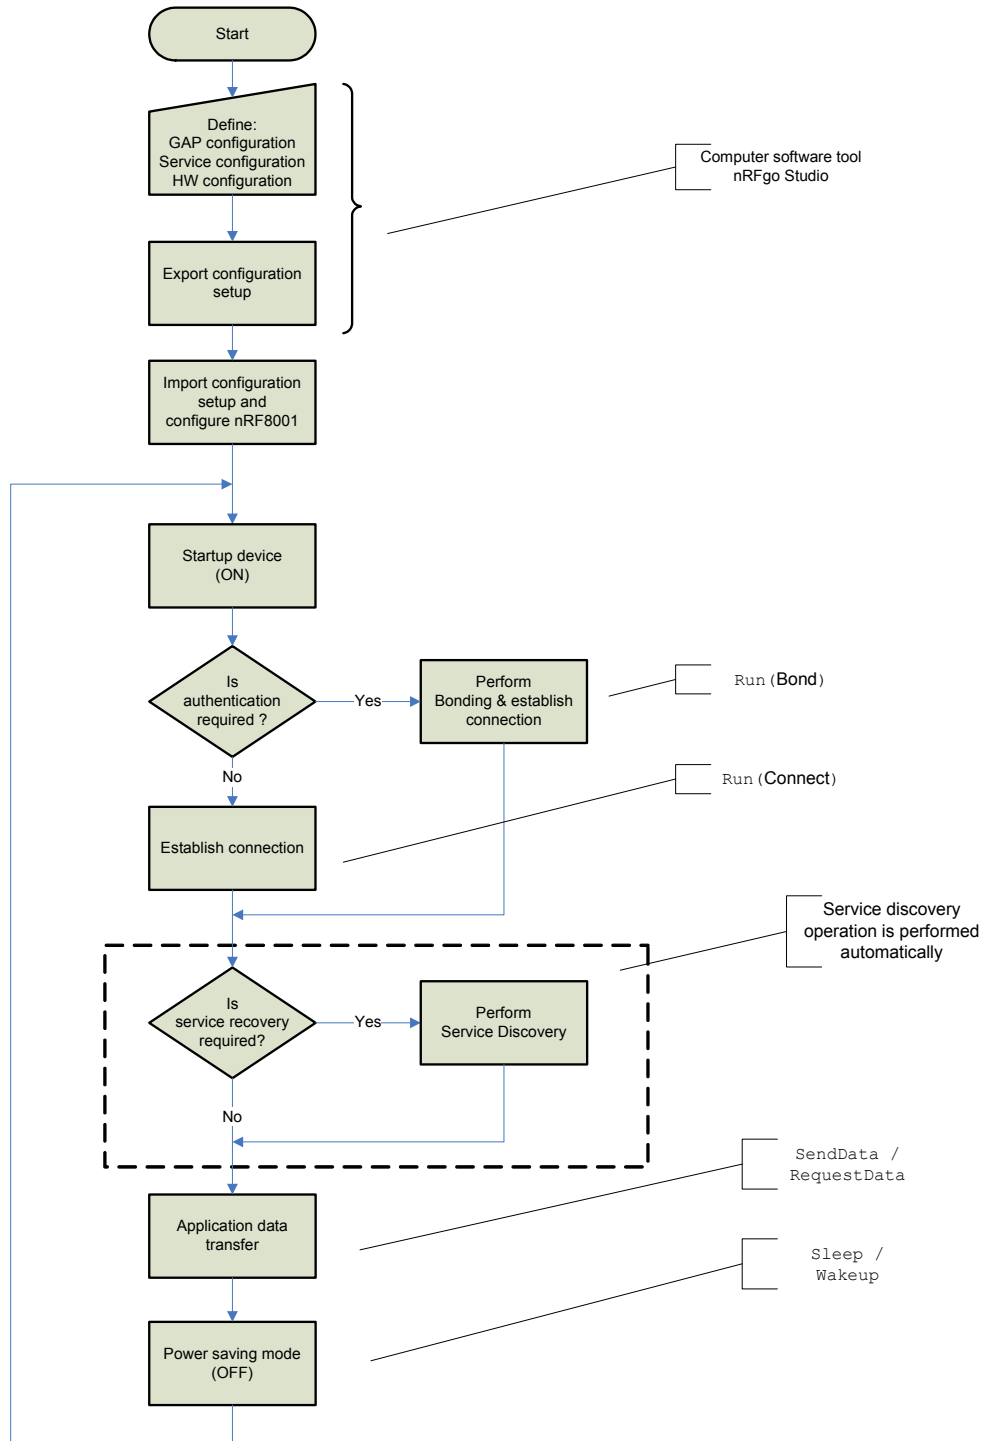 Start
Define:
GAP configuration
Service configuration
HW configuration
Computer software tool
nRFgo Studio
Export configuration
setup
Import configuration
setup and
configure nRF8001
Startup device
(ON)
Is
authentication
required ?
Yes
Perform
Bonding & establish
connection
Run(Bond)
No
Run(Connect)
Establish connection
Service discovery
operation is performed
automatically
Is
service recovery
required?
Yes
Perform
Service Discovery
No
SendData /
RequestData
Application data
transfer
Sleep /
Wakeup
Power saving mode
(OFF)